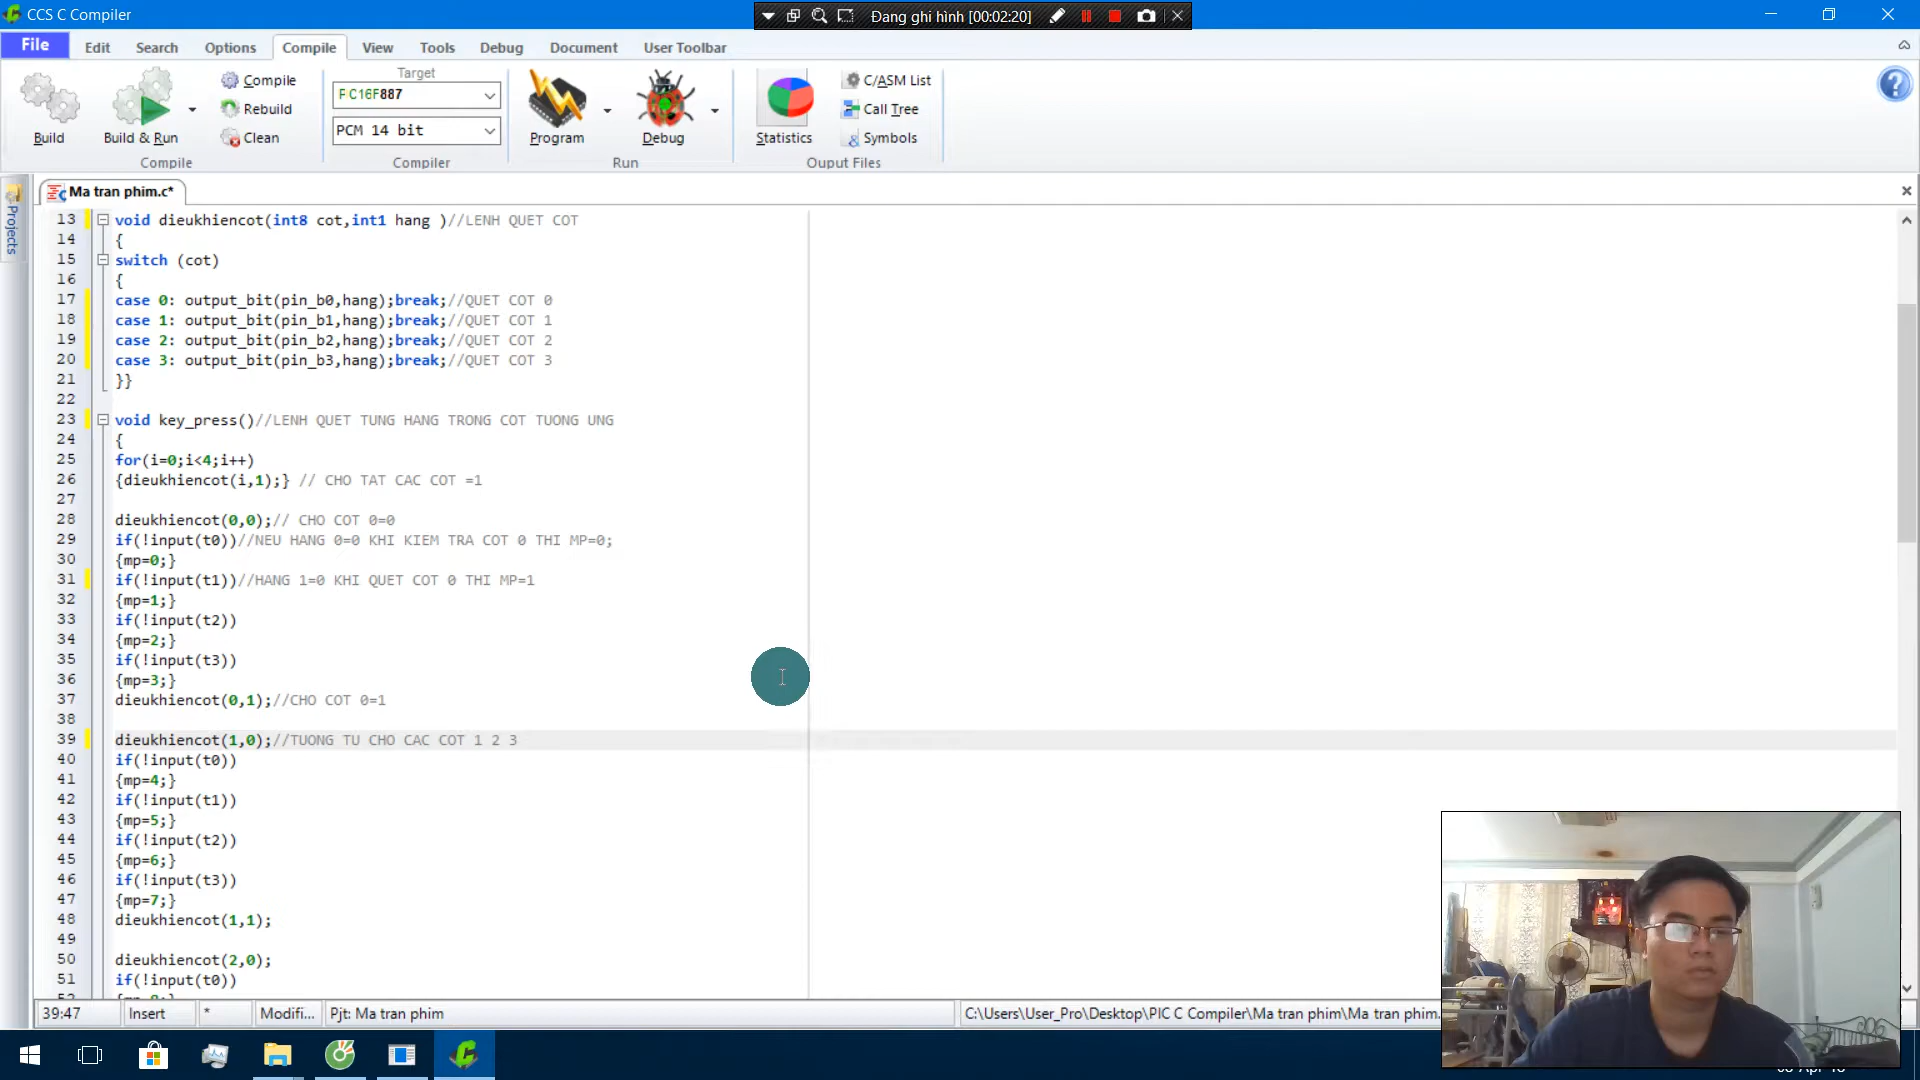 CCS C Compiler
Đang ghi hình [00:02:20]
File
Edit
Search
Options
Compile
View
Tools
Debug
Document
User Toolbar
Build
Build & Run
Compile
Rebuild
Clean
Compile
Target
PIC16F887
PCM 14 bit
Compiler
Program
Debug
Run
Statistics
C/ASM List
Call Tree
Symbols
Ouput Files
Projects
Ma tran phim.c*
13 void dieukhiencot(int8 cot,int1 hang )//LENH QUET COT
14 {
15 switch (cot)
16 {
17 case 0: output_bit(pin_b0,hang);break;//QUET COT 0
18 case 1: output_bit(pin_b1,hang);break;//QUET COT 1
19 case 2: output_bit(pin_b2,hang);break;//QUET COT 2
20 case 3: output_bit(pin_b3,hang);break;//QUET COT 3
21 }}
22
23 void key_press()//LENH QUET TUNG HANG TRONG COT TUONG UNG
24 {
25 for(i=0;i<4;i++)
26 {dieukhiencot(i,1);} // CHO TAT CAC COT =1
27
28 dieukhiencot(0,0);// CHO COT 0=0
29 if(!input(t0))//NEU HANG 0=0 KHI KIEM TRA COT 0 THI MP=0;
30 {mp=0;}
31 if(!input(t1))//HANG 1=0 KHI QUET COT 0 THI MP=1
32 {mp=1;}
33 if(!input(t2))
34 {mp=2;}
35 if(!input(t3))
36 {mp=3;}
37 dieukhiencot(0,1);//CHO COT 0=1
38
39 dieukhiencot(1,0);//TUONG TU CHO CAC COT 1 2 3
40 if(!input(t0))
41 {mp=4;}
42 if(!input(t1))
43 {mp=5;}
44 if(!input(t2))
45 {mp=6;}
46 if(!input(t3))
47 {mp=7;}
48 dieukhiencot(1,1);
49
50 dieukhiencot(2,0);
51 if(!input(t0))
39:47
Insert
*
Modifi...
Pjt: Ma tran phim
C:\Users\User_Pro\Desktop\PIC C Compiler\Ma tran phim\Ma tran phim.